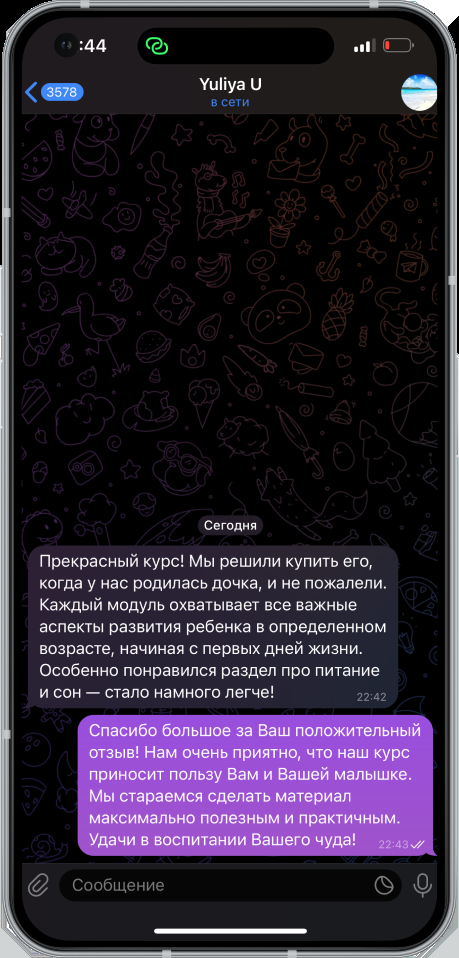 :44
3578
Yuliya U
в сети
Сегодня
Прекрасный курс! Мы решили купить его,
когда у нас родилась дочка, и не пожалели.
Каждый модуль охватывает все важные
аспекты развития ребенка в определенном
возрасте, начиная с первых дней жизни.
Особенно понравился раздел про питание
и сон — стало намного легче!
22:42
Спасибо большое за Ваш положительный
отзыв! Нам очень приятно, что наш курс
приносит пользу Вам и Вашей малышке.
Мы стараемся сделать материал
максимально полезным и практичным.
Удачи в воспитании Вашего чуда!
22:43
Сообщение